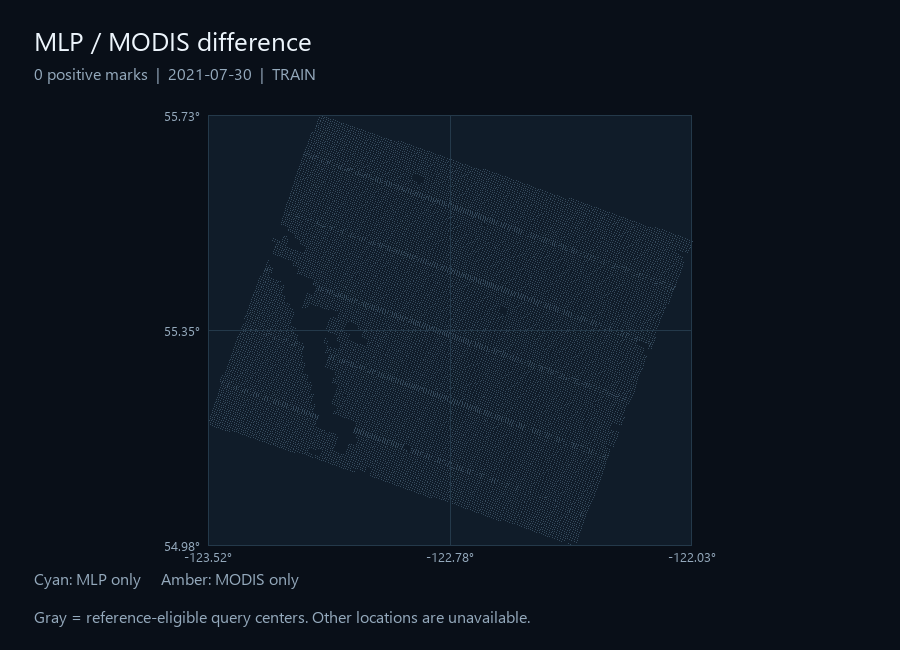 MLP / MODIS difference
0 positive marks | 2021-07-30 | TRAIN
55.73°
55.35°
54.98°
-123.52° -122.78° -122.03°
Cyan: MLP only Amber: MODIS only
Gray = reference-eligible query centers. Other locations are unavailable.